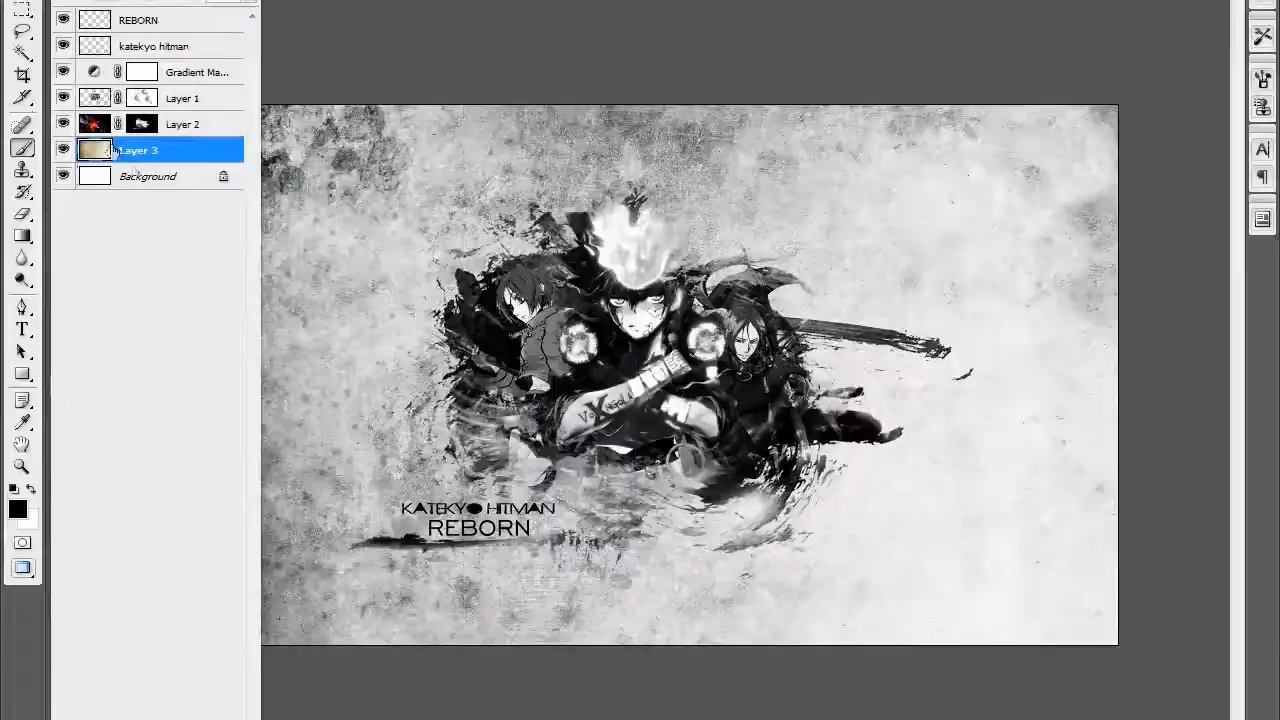 REBORN
katekyo hitman
Gradient Ma...
Layer 1
Layer 2
Layer 3
Background
KATEKYO HITMAN
REBORN